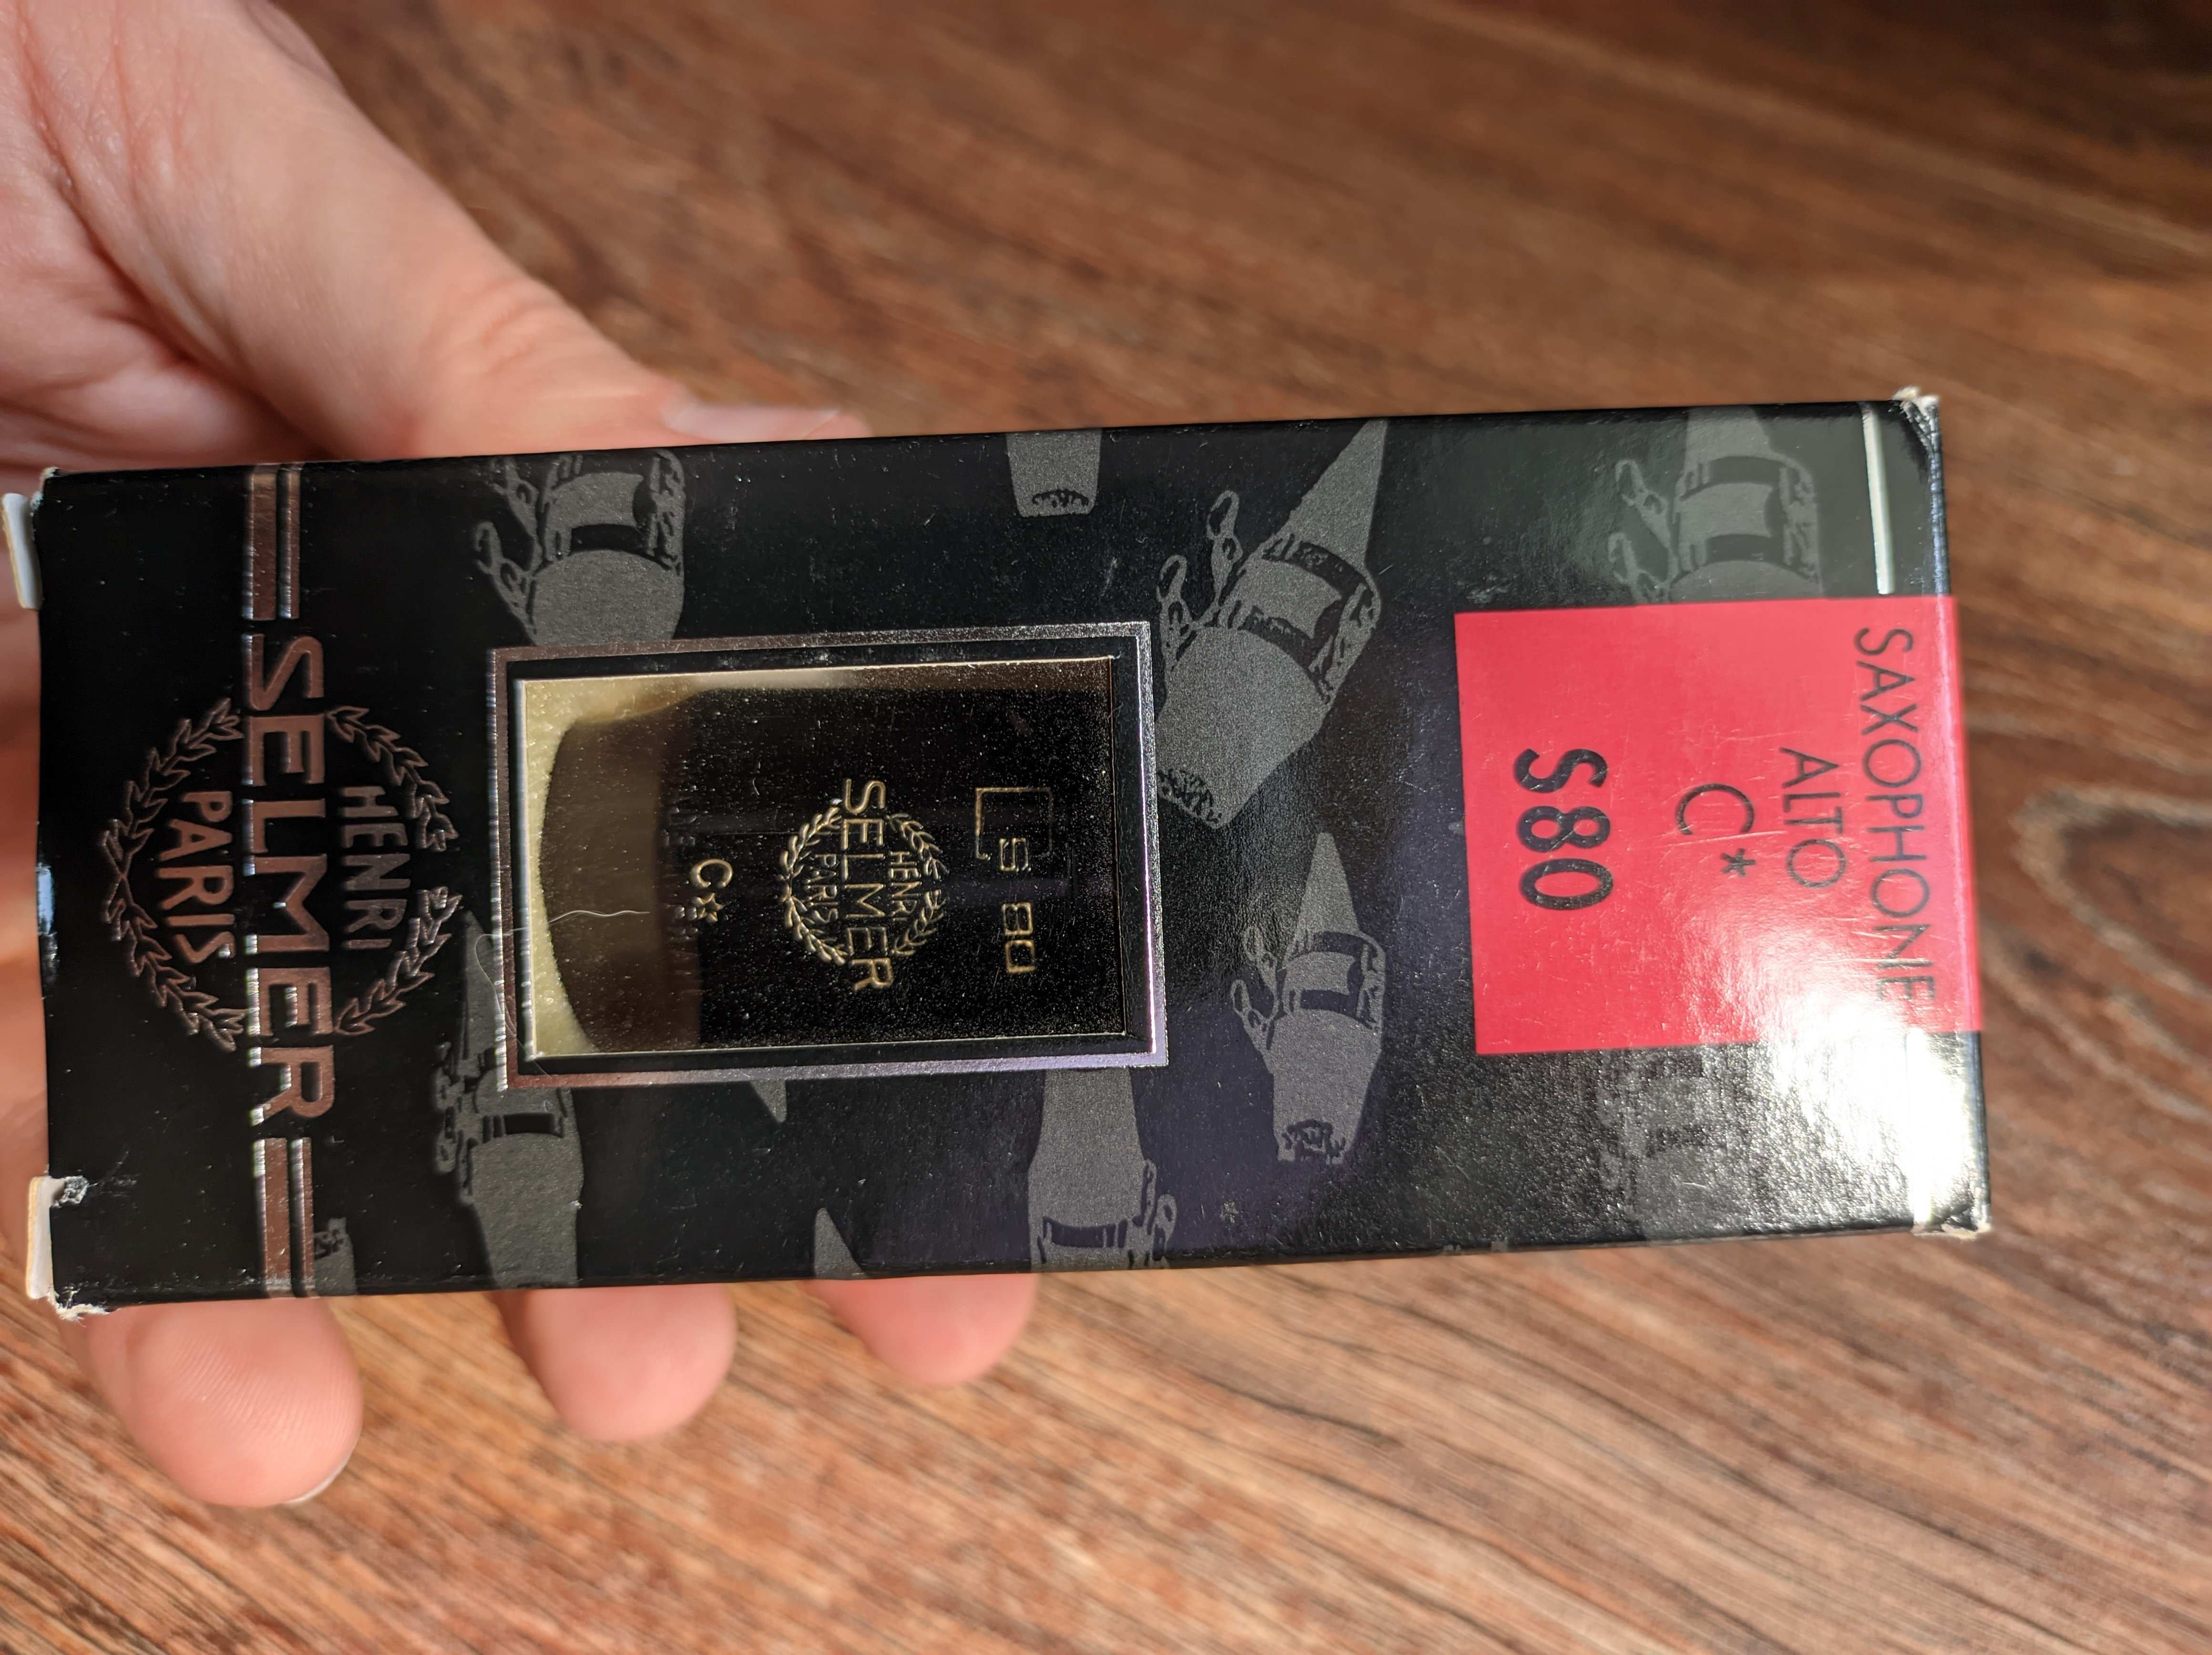 SAXOPHONE
ALTO
C*
S80
S 80
HENRI
SELMER
PARIS
C*
HENRI
SELMER
PARIS